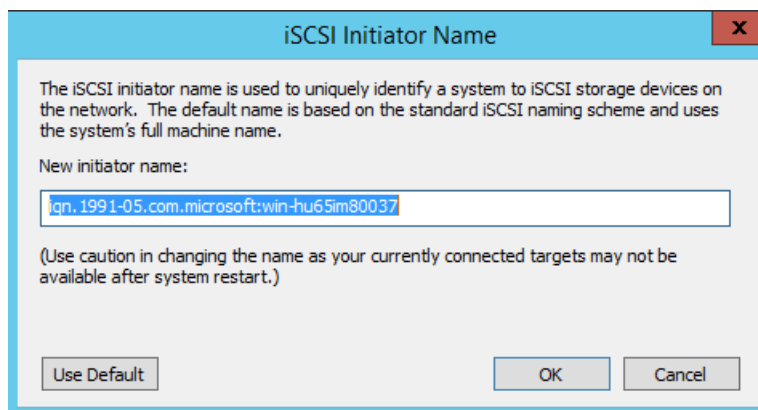 iSCSI Initiator Name
x
The iSCSI initiator name is used to uniquely identify a system to iSCSI storage devices on
the network.  The default name is based on the standard iSCSI naming scheme and uses
the system's full machine name.
New initiator name:
iqn.1991-05.com.microsoft:win-hu65im80037
(Use caution in changing the name as your currently connected targets may not be
available after system restart.)
Use Default
OK
Cancel